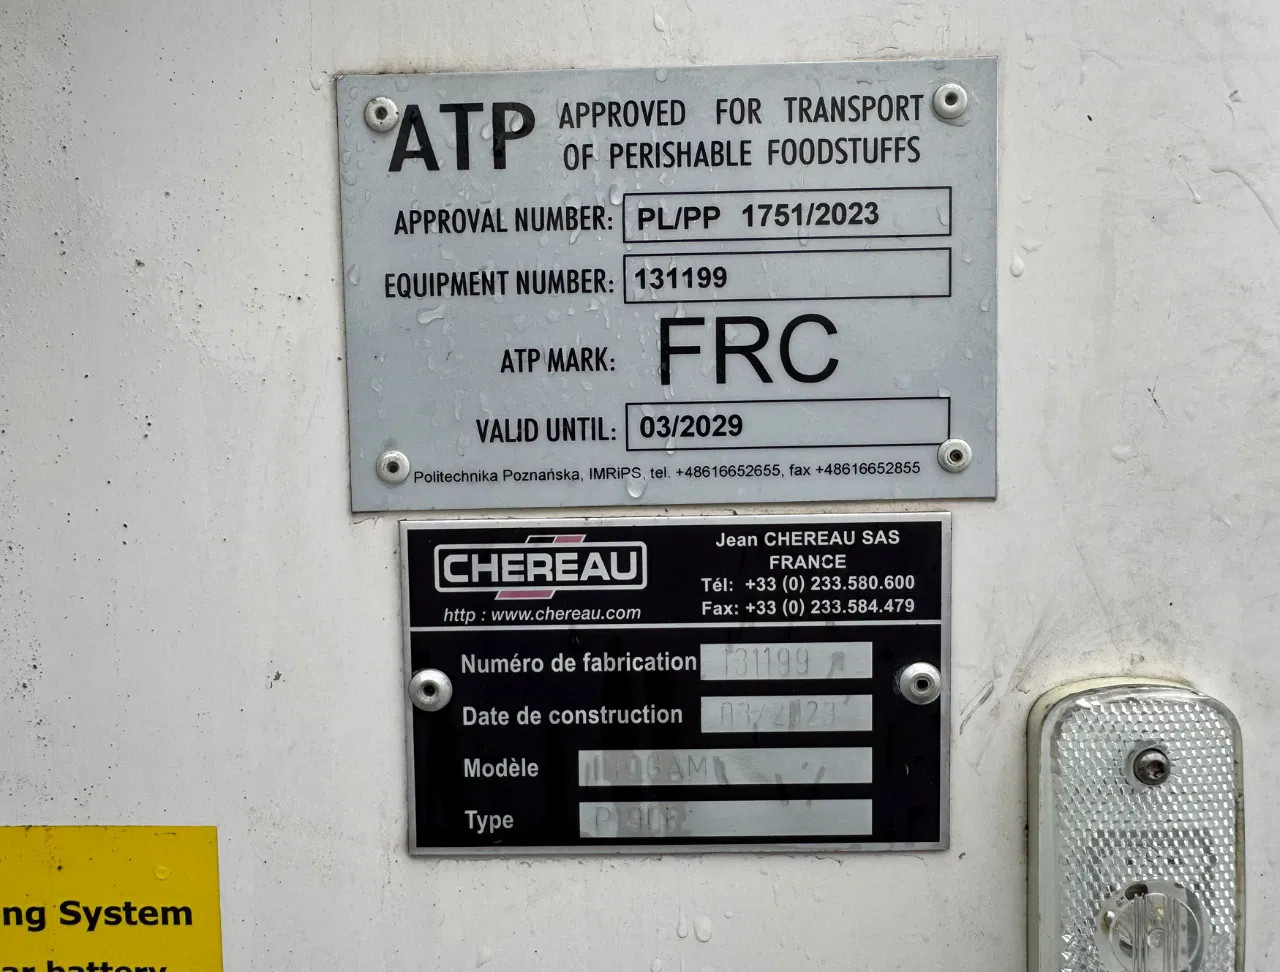 ATP APPROVED FOR TRANSPORT
OF PERISHABLE FOODSTUFFS
APPROVAL NUMBER: PL/PP 1751/2023
EQUIPMENT NUMBER: 131199
ATP MARK: FRC
VALID UNTIL: 03/2029
Politechnika Poznańska, IMRiPS, tel. +48616652655, fax +48616652855
CHEREAU
http : www.chereau.com
Jean CHEREAU SAS
FRANCE
Tél: +33 (0) 233.580.600
Fax: +33 (0) 233.584.479
Numéro de fabrication 131199
Date de construction 03/2023
Modèle
Type
ng System
ar battery